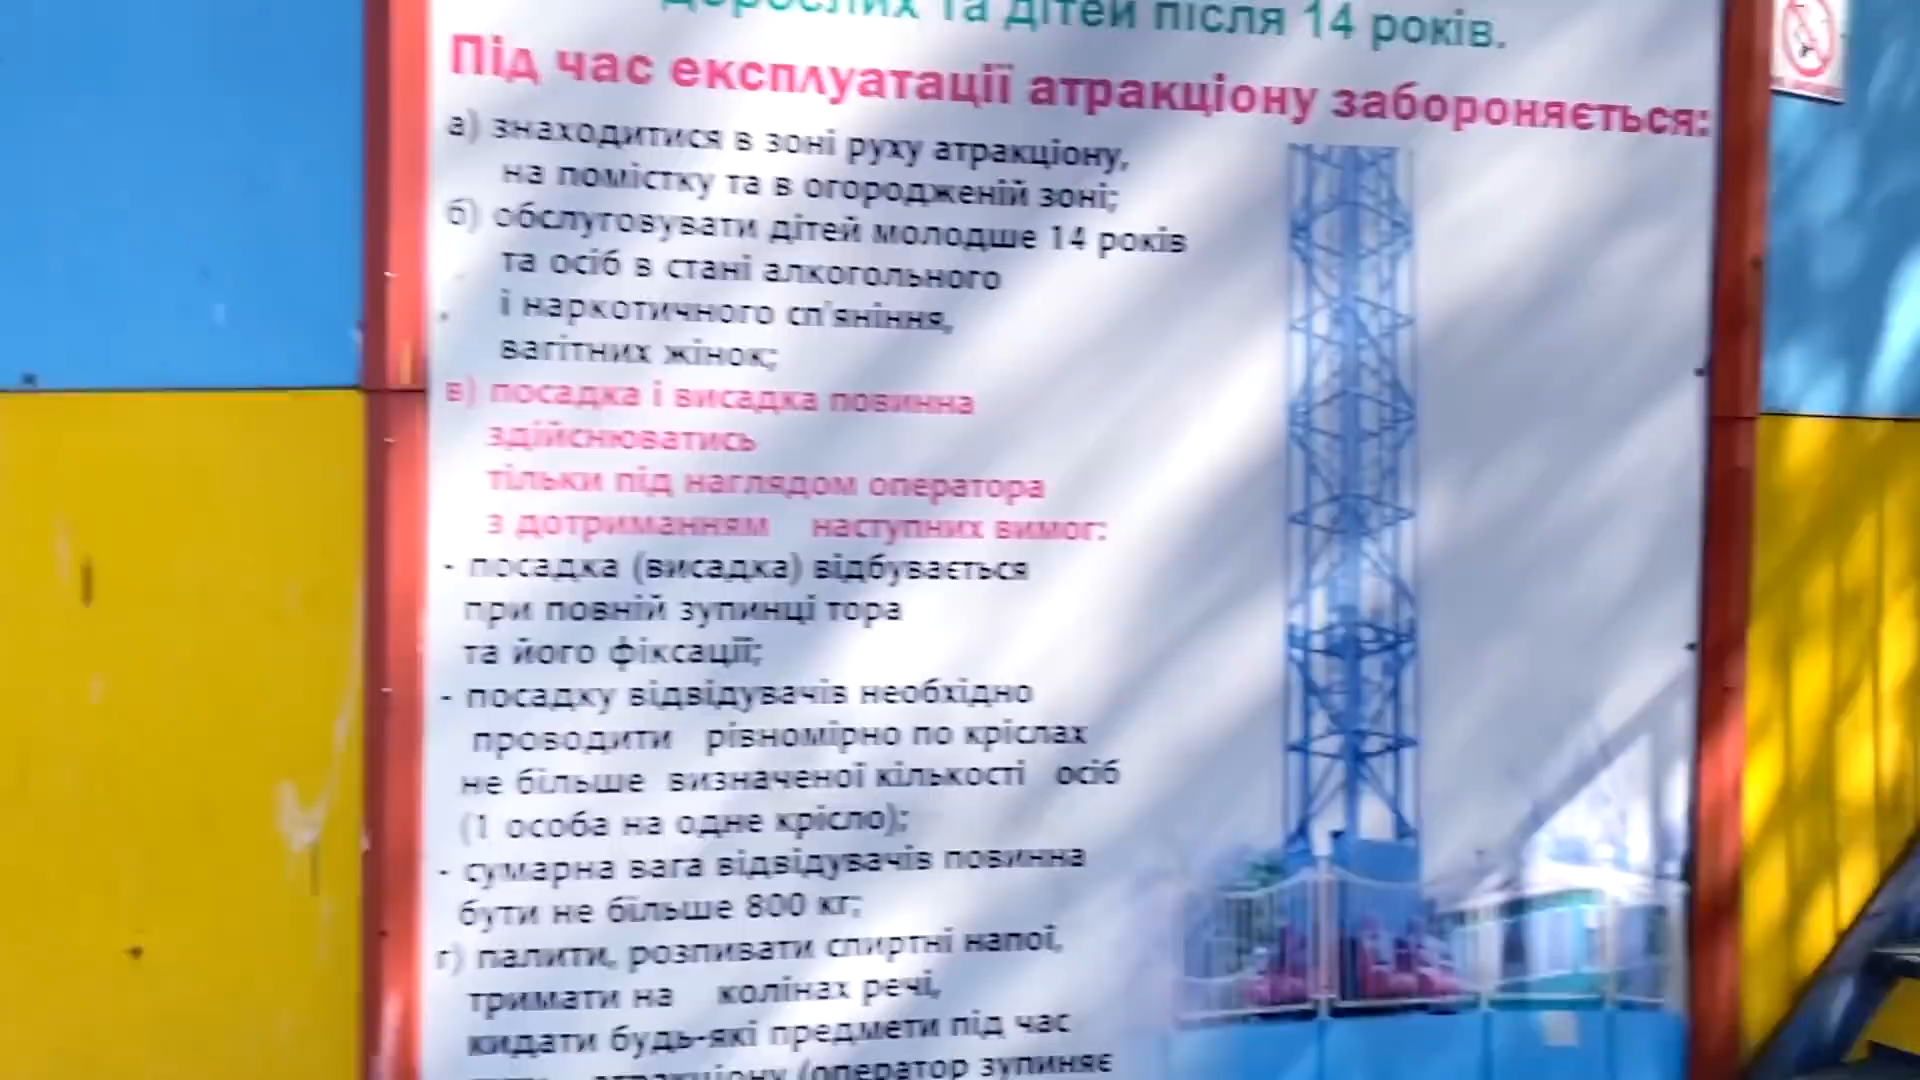 дорослих та дітей після 14 років.
Під час експлуатації атракціону забороняється:
а) знаходитися в зоні руху атракціону,
на помістку та в огородженій зоні;
б) обслуговувати дітей молодше 14 років
та осіб в стані алкогольного
і наркотичного сп'яніння,
вагітних жінок;
в) посадка і висадка повинна
здійснюватись
тільки під наглядом оператора
з дотриманням наступних вимог:
- посадка (висадка) відбувається
при повній зупинці тора
та його фіксації;
- посадку відвідувачів необхідно
проводити рівномірно по кріслах
не більше визначеної кількості осіб
(1 особа на одне крісло);
- сумарна вага відвідувачів повинна
бути не більше 800 кг;
г) палити, розпивати спиртні напої,
тримати на колінах речі,
кидати будь-які предмети під час
атракціону (оператор зупиняє